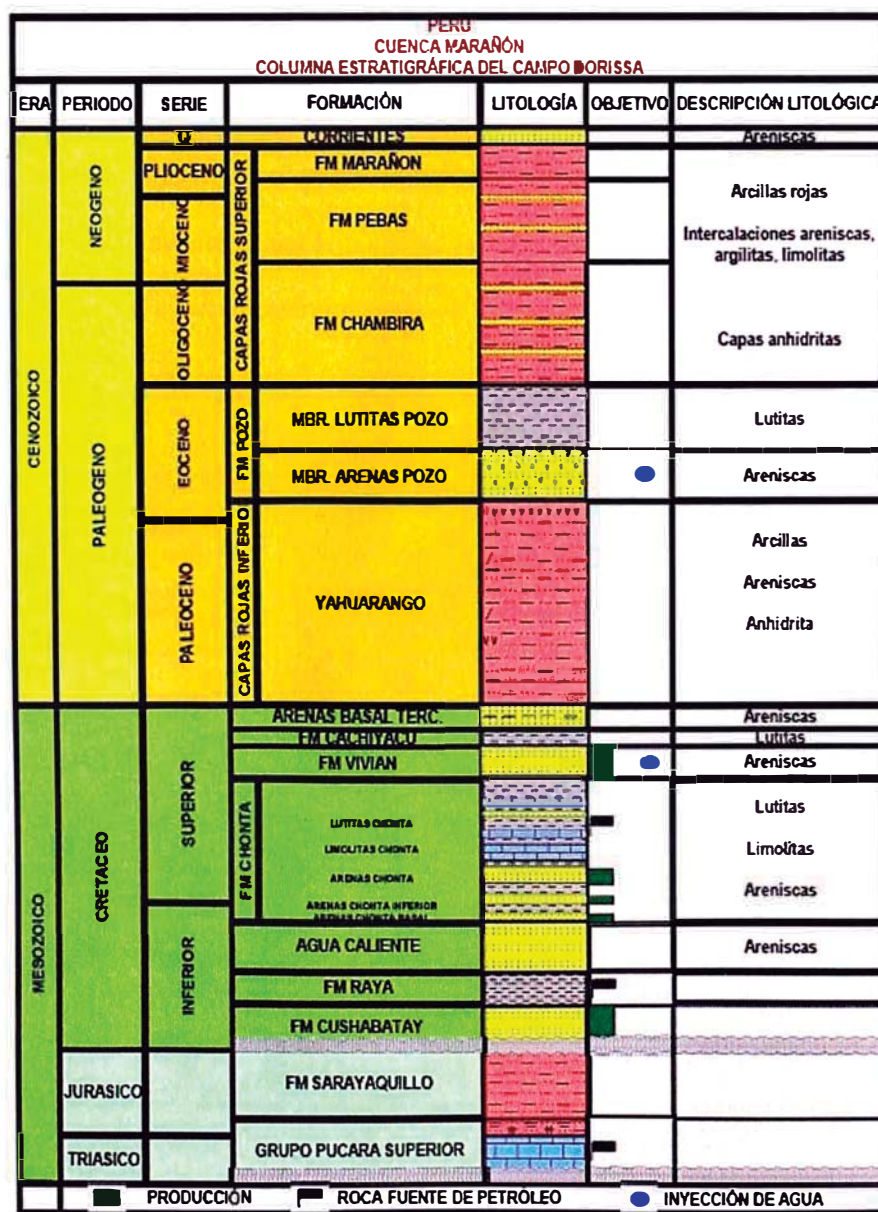 PERU
CUENCA MARAÑÓN
COLUMNA ESTRATIGRÁFICA DEL CAMPO DORISSA
ERA PERIODO SERIE FORMACIÓN LITOLOGÍA OBJETIVO DESCRIPCIÓN LITOLÓGICA
CENOZOICO
NEOGENO
Q
CORRIENTES
Areniscas
PLIOCENO
CAPAS ROJAS SUPERIOR
FM MARAÑON
Arcillas rojas
MIOCENO
FM PEBAS
Intercalaciones areniscas,
argilitas, limolitas
PALEOGENO
OLIGOCENO
FM CHAMBIRA
Capas anhidritas
EOCENO
FM POZO
MBR. LUTITAS POZO
Lutitas
MBR. ARENAS POZO
Areniscas
PALEOCENO
CAPAS ROJAS INFERIO
YAHUARANGO
Arcillas
Areniscas
Anhidrita
MESOZOICO
CRETACEO
SUPERIOR
ARENAS BASAL TERC.
Areniscas
FM CACHIYACU
Lutitas
FM VIVIAN
Areniscas
FM CHONTA
LUTITAS CHONTA
Lutitas
LIMOLITAS CHONTA
Limolítas
ARENAS CHONTA
Areniscas
ARENAS CHONTA INFERIOR
ARENAS CHONTA BASAL
INFERIOR
AGUA CALIENTE
Areniscas
FM RAYA
FM CUSHABATAY
JURASICO
FM SARAYAQUILLO
TRIASICO
GRUPO PUCARA SUPERIOR
PRODUCCIÓN ROCA FUENTE DE PETRÓLEO INYECCIÓN DE AGUA